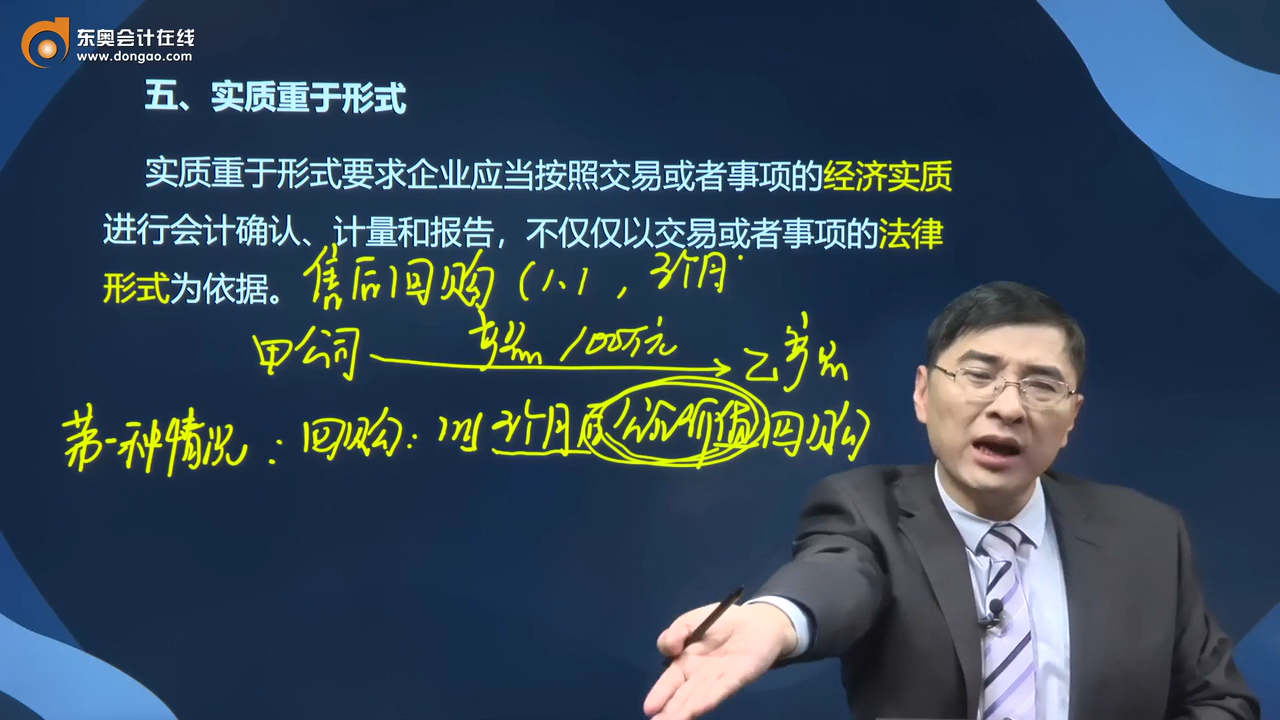 东奥会计在线
www.dongao.com
五、实质重于形式
实质重于形式要求企业应当按照交易或者事项的经济实质
进行会计确认、计量和报告，不仅仅以交易或者事项的法律
形式为依据。
售后回购（1.1，3个月
甲公司 商品 100万元 乙
第一种情况：回购：以3个月后公允价值回购